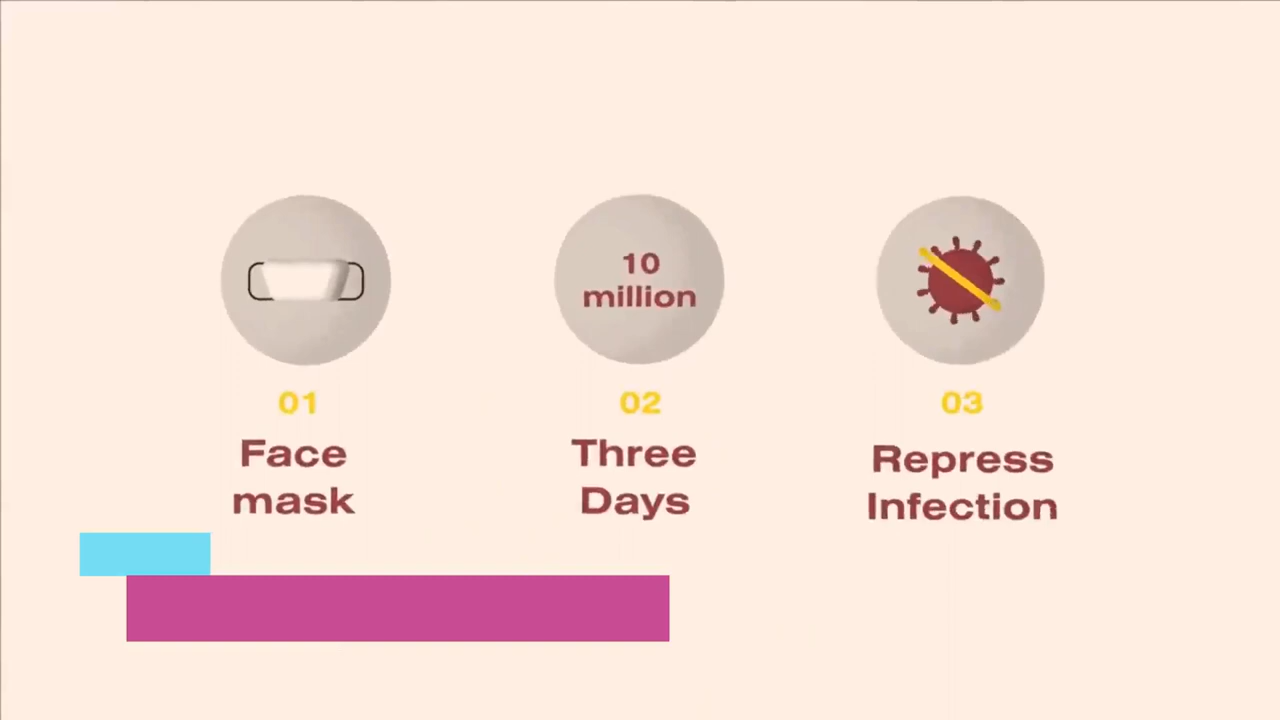 10
million
01
02
03
Face
mask
Three
Days
Repress
Infection